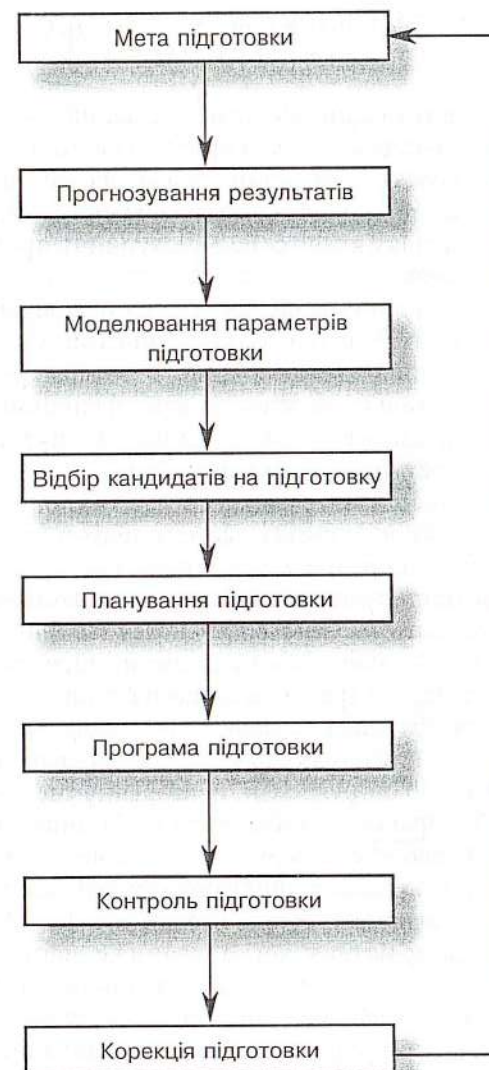 Мета підготовки
Прогнозування результатів
Моделювання параметрів
підготовки
Відбір кандидатів на підготовку
Планування підготовки
Програма підготовки
Контроль підготовки
Корекція підготовки